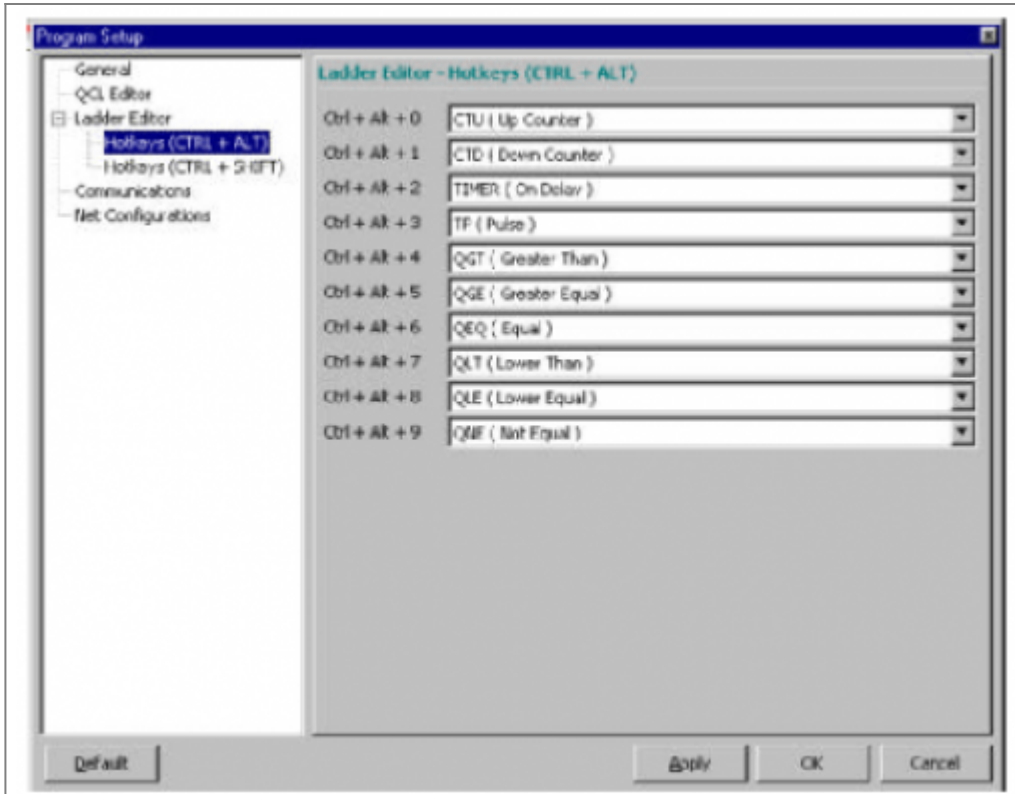 Program Setup
General
QCL Editor
Ladder Editor
Hotkeys (CTRL + ALT)
Hotkeys (CTRL + SHIFT)
Communications
Net Configurations
Ladder Editor - Hotkeys (CTRL + ALT)
Ctrl + Alt + 0 CTU ( Up Counter )
Ctrl + Alt + 1 CTD ( Down Counter )
Ctrl + Alt + 2 TIMER ( On Delay )
Ctrl + Alt + 3 TP ( Pulse )
Ctrl + Alt + 4 QGT ( Greater Than )
Ctrl + Alt + 5 QGE ( Greater Equal )
Ctrl + Alt + 6 QEQ ( Equal )
Ctrl + Alt + 7 QLT ( Lower Than )
Ctrl + Alt + 8 QLE ( Lower Equal )
Ctrl + Alt + 9 QNE ( Not Equal )
Default Apply OK Cancel